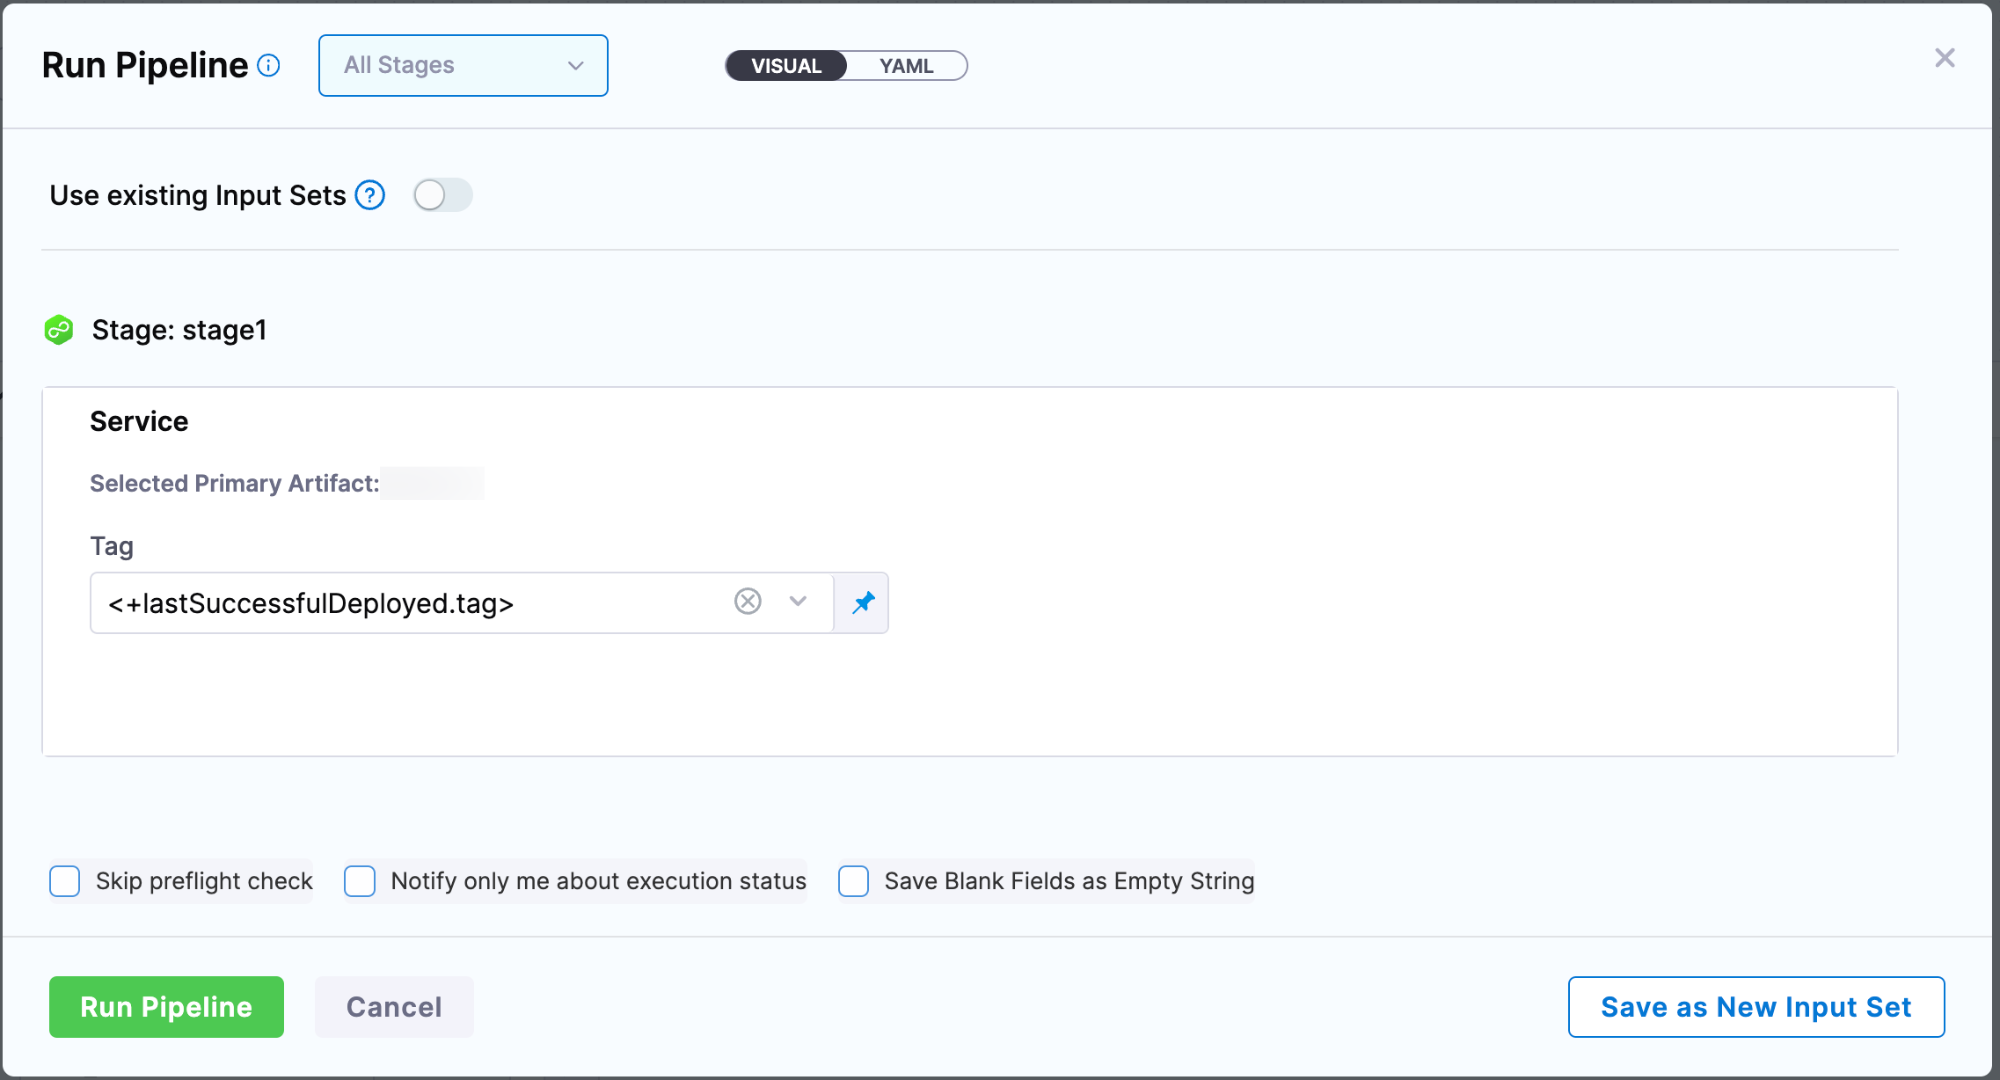 Run Pipeline
All Stages
VISUAL YAML
Use existing Input Sets
Stage: stage1
Service
Selected Primary Artifact:
Tag
<+lastSuccessfulDeployed.tag>
Skip preflight check Notify only me about execution status Save Blank Fields as Empty String
Run Pipeline Cancel Save as New Input Set